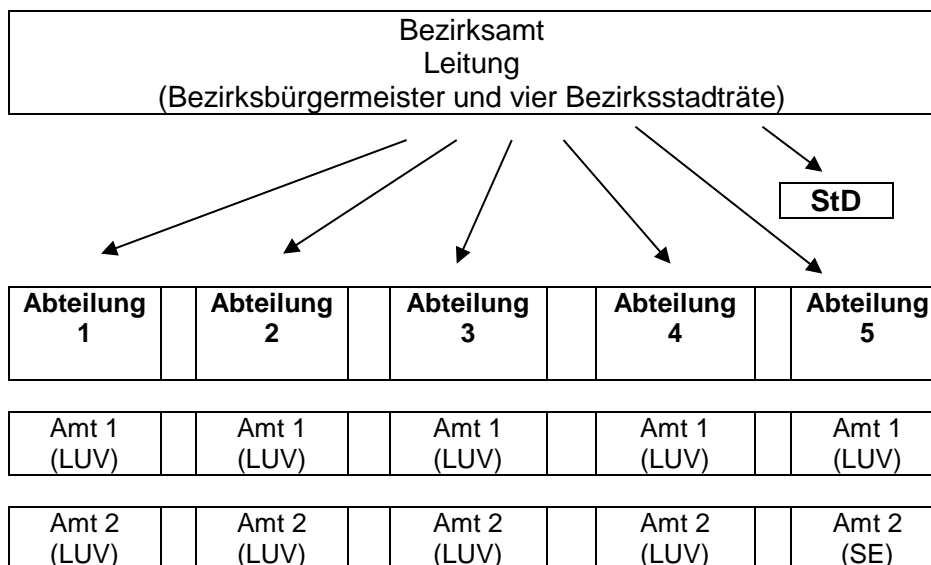 Bezirksamt
Leitung
(Bezirksbürgermeister und vier Bezirksstadträte)
StD
Abteilung Abteilung Abteilung Abteilung Abteilung
1 2 3 4 5
Amt 1 Amt 1 Amt 1 Amt 1 Amt 1
(LUV) (LUV) (LUV) (LUV) (LUV)
Amt 2 Amt 2 Amt 2 Amt 2 Amt 2
(LUV) (LUV) (LUV) (LUV) (SE)